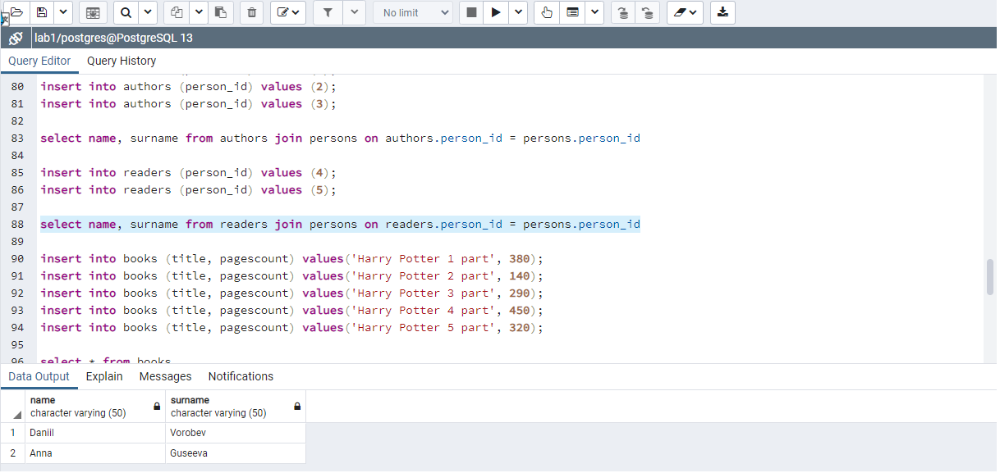 No limit
lab1/postgres@PostgreSQL 13
Query Editor Query History
80 insert into authors (person_id) values (2);
81 insert into authors (person_id) values (3);
82
83 select name, surname from authors join persons on authors.person_id = persons.person_id
84
85 insert into readers (person_id) values (4);
86 insert into readers (person_id) values (5);
87
88 select name, surname from readers join persons on readers.person_id = persons.person_id
89
90 insert into books (title, pagescount) values('Harry Potter 1 part', 380);
91 insert into books (title, pagescount) values('Harry Potter 2 part', 140);
92 insert into books (title, pagescount) values('Harry Potter 3 part', 290);
93 insert into books (title, pagescount) values('Harry Potter 4 part', 450);
94 insert into books (title, pagescount) values('Harry Potter 5 part', 320);
95
96 select * from books
Data Output Explain Messages Notifications
name surname
character varying (50) character varying (50)
1 Daniil Vorobev
2 Anna Guseeva